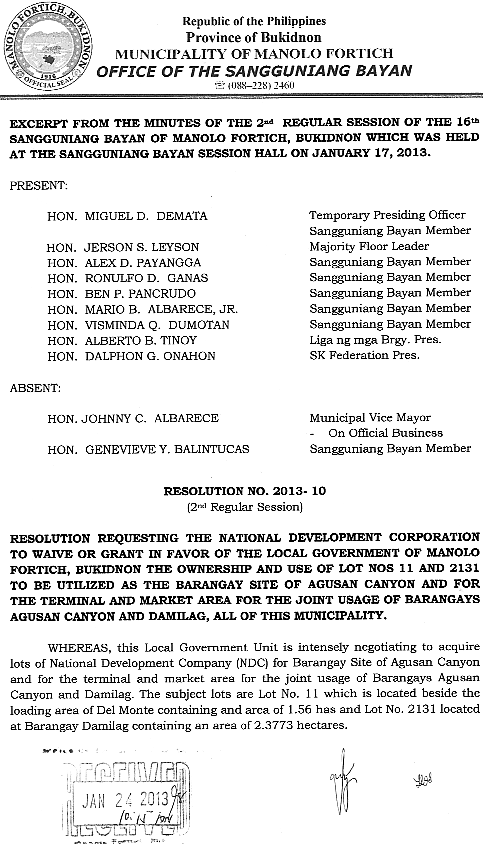 MANOLO FORTICH, BUKIDNON
1916
OFFICIAL SEAL
Republic of the Philippines
Province of Bukidnon
MUNICIPALITY OF MANOLO FORTICH
OFFICE OF THE SANGGUNIANG BAYAN
☏ (088–228) 2460
EXCERPT FROM THE MINUTES OF THE 2nd REGULAR SESSION OF THE 16th
SANGGUNIANG BAYAN OF MANOLO FORTICH, BUKIDNON WHICH WAS HELD
AT THE SANGGUNIANG BAYAN SESSION HALL ON JANUARY 17, 2013.
PRESENT:
HON. MIGUEL D. DEMATA Temporary Presiding Officer
Sangguniang Bayan Member
HON. JERSON S. LEYSON Majority Floor Leader
HON. ALEX D. PAYANGGA Sangguniang Bayan Member
HON. RONULFO D. GANAS Sangguniang Bayan Member
HON. BEN P. PANCRUDO Sangguniang Bayan Member
HON. MARIO B. ALBARECE, JR. Sangguniang Bayan Member
HON. VISMINDA Q. DUMOTAN Sangguniang Bayan Member
HON. ALBERTO B. TINOY Liga ng mga Brgy. Pres.
HON. DALPHON G. ONAHON SK Federation Pres.
ABSENT:
HON. JOHNNY C. ALBARECE Municipal Vice Mayor
- On Official Business
HON. GENEVIEVE Y. BALINTUCAS Sangguniang Bayan Member
RESOLUTION NO. 2013- 10
(2nd Regular Session)
RESOLUTION REQUESTING THE NATIONAL DEVELOPMENT CORPORATION
TO WAIVE OR GRANT IN FAVOR OF THE LOCAL GOVERNMENT OF MANOLO
FORTICH, BUKIDNON THE OWNERSHIP AND USE OF LOT NOS 11 AND 2131
TO BE UTILIZED AS THE BARANGAY SITE OF AGUSAN CANYON AND FOR
THE TERMINAL AND MARKET AREA FOR THE JOINT USAGE OF BARANGAYS
AGUSAN CANYON AND DAMILAG, ALL OF THIS MUNICIPALITY.
WHEREAS, this Local Government Unit is intensely negotiating to acquire
lots of National Development Company (NDC) for Barangay Site of Agusan Canyon
and for the terminal and market area for the joint usage of Barangays Agusan
Canyon and Damilag. The subject lots are Lot No. 11 which is located beside the
loading area of Del Monte containing and area of 1.56 has and Lot No. 2131 located
at Barangay Damilag containing an area of 2.3773 hectares.
RECEIVED
JAN 24 2013